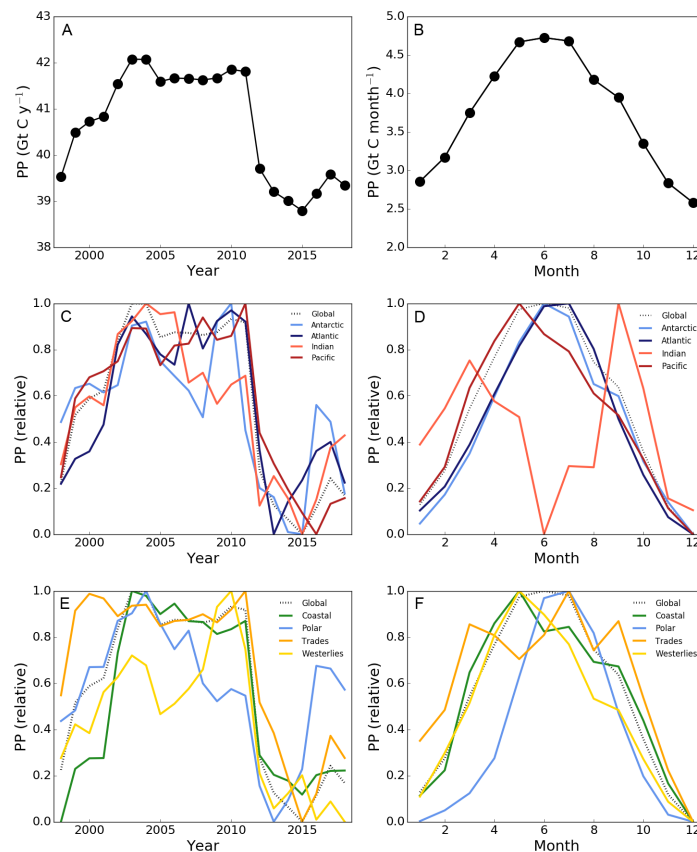 A
PP (Gt C y⁻¹)
43
42
41
40
39
38
2000
2005
2010
2015
Year
B
PP (Gt C month⁻¹)
5.0
4.5
4.0
3.5
3.0
2.5
2.0
2
4
6
8
10
12
Month
C
PP (relative)
1.0
0.8
0.6
0.4
0.2
0.0
Global
Antarctic
Atlantic
Indian
Pacific
2000
2005
2010
2015
Year
D
PP (relative)
1.0
0.8
0.6
0.4
0.2
0.0
Global
Antarctic
Atlantic
Indian
Pacific
2
4
6
8
10
12
Month
E
PP (relative)
1.0
0.8
0.6
0.4
0.2
0.0
Global
Coastal
Polar
Trades
Westerlies
2000
2005
2010
2015
Year
F
PP (relative)
1.0
0.8
0.6
0.4
0.2
0.0
Global
Coastal
Polar
Trades
Westerlies
2
4
6
8
10
12
Month